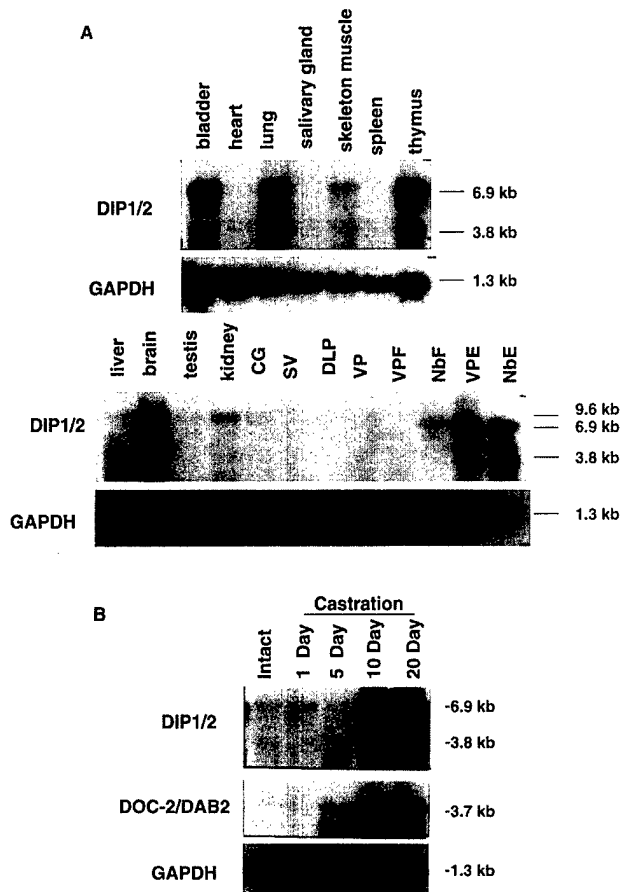 A
bladder
heart
lung
salivary gland
skeleton muscle
spleen
thymus
DIP1/2
6.9 kb
3.8 kb
GAPDH
1.3 kb
liver
brain
testis
kidney
CG
SV
DLP
VP
VPF
NbF
VPE
NbE
DIP1/2
9.6 kb
6.9 kb
3.8 kb
GAPDH
1.3 kb
B
Castration
Intact
1 Day
5 Day
10 Day
20 Day
DIP1/2
-6.9 kb
-3.8 kb
DOC-2/DAB2
-3.7 kb
GAPDH
-1.3 kb